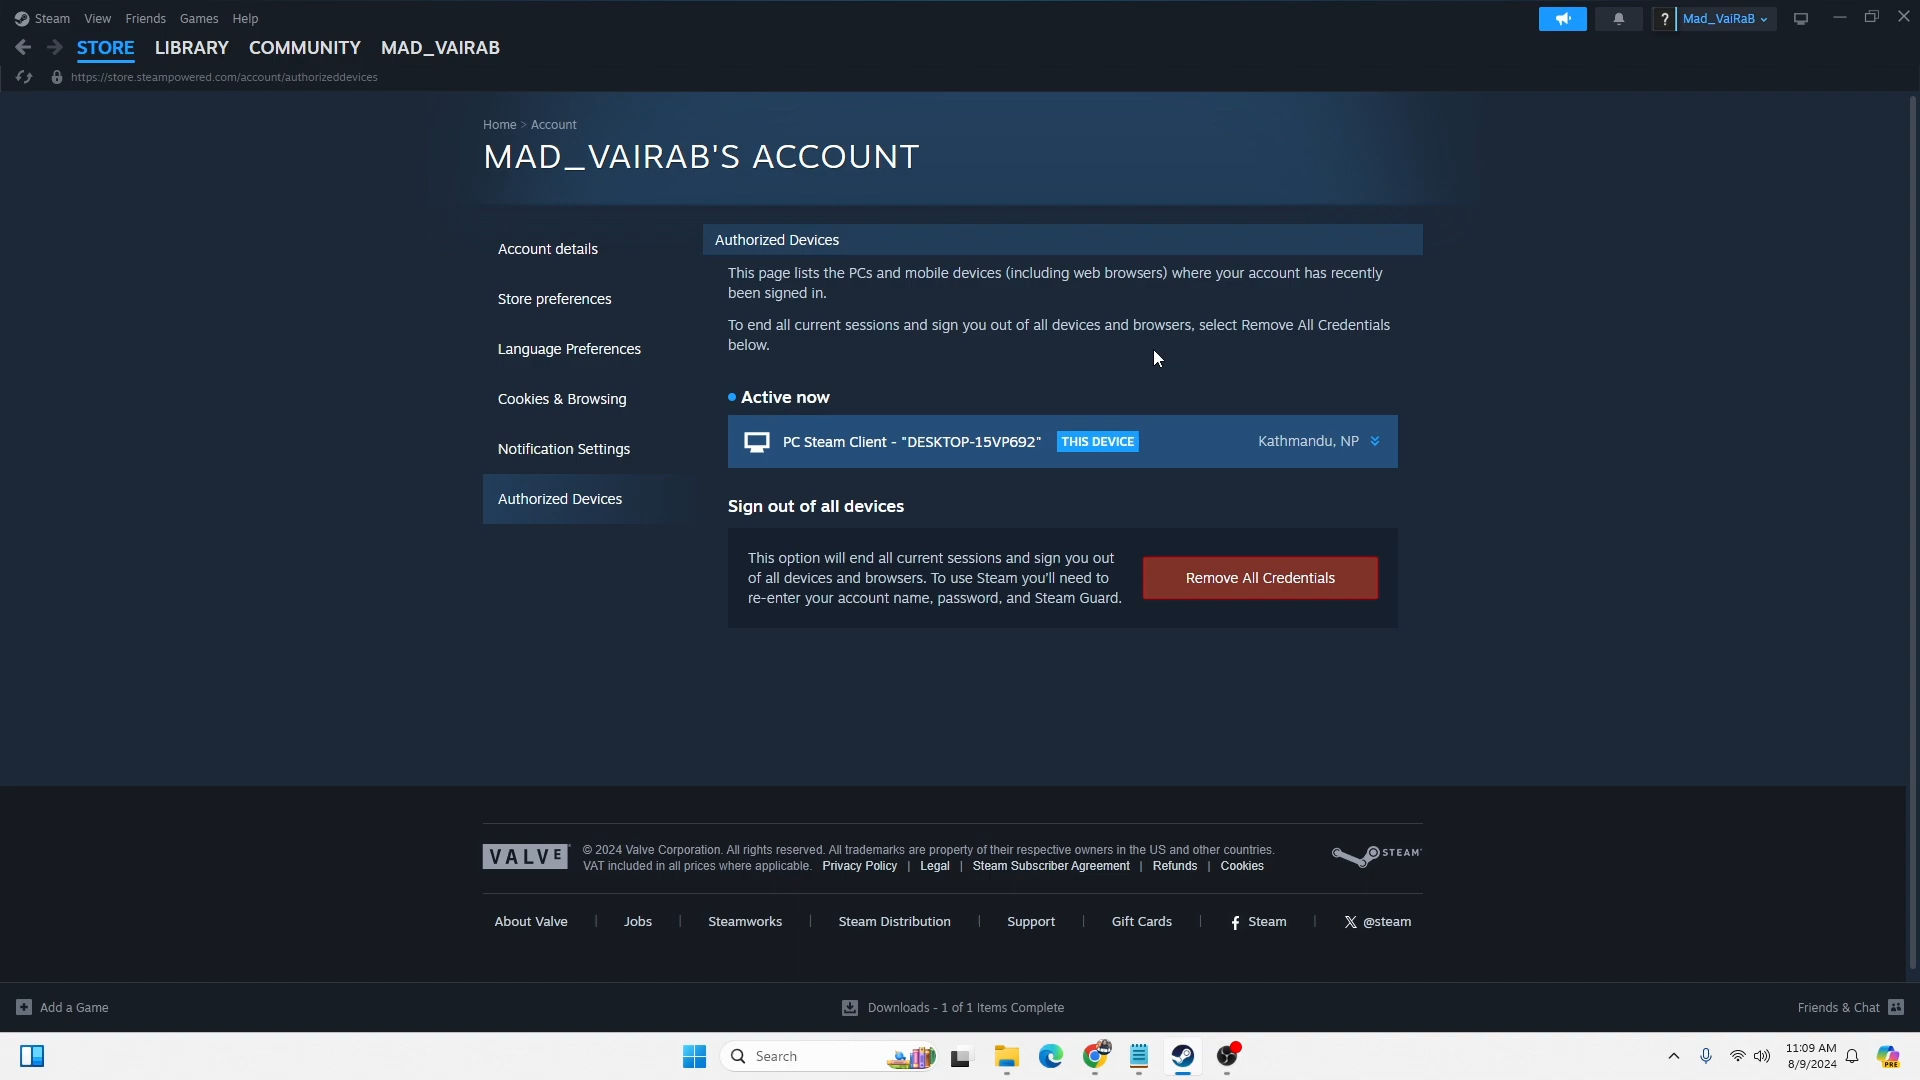 Steam View Friends Games Help
? Mad_VaiRaB
STORE LIBRARY COMMUNITY MAD_VAIRAB
https://store.steampowered.com/account/authorizeddevices
Home > Account
MAD_VAIRAB'S ACCOUNT
Account details
Store preferences
Language Preferences
Cookies & Browsing
Notification Settings
Authorized Devices
Authorized Devices
This page lists the PCs and mobile devices (including web browsers) where your account has recently
been signed in.
To end all current sessions and sign you out of all devices and browsers, select Remove All Credentials
below.
Active now
PC Steam Client - "DESKTOP-15VP692" THIS DEVICE Kathmandu, NP
Sign out of all devices
This option will end all current sessions and sign you out
of all devices and browsers. To use Steam you'll need to
re-enter your account name, password, and Steam Guard.
Remove All Credentials
VALVE
© 2024 Valve Corporation. All rights reserved. All trademarks are property of their respective owners in the US and other countries.
VAT included in all prices where applicable. Privacy Policy | Legal | Steam Subscriber Agreement | Refunds | Cookies
STEAM
About Valve | Jobs | Steamworks | Steam Distribution | Support | Gift Cards | Steam | @steam
Add a Game
Downloads - 1 of 1 Items Complete
Friends & Chat
Search
11:09 AM
8/9/2024
PRE